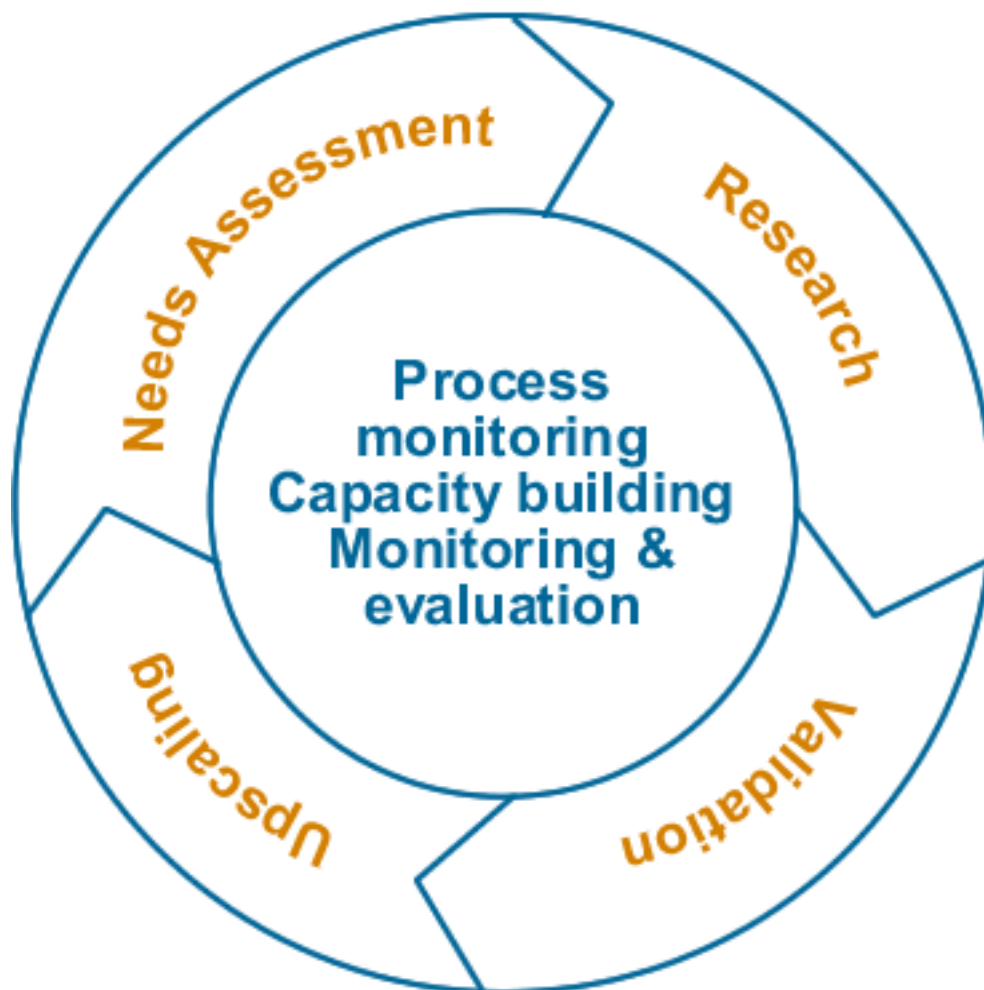 Needs Assessment
Research
Validation
Upscaling
Process
monitoring
Capacity building
Monitoring &
evaluation